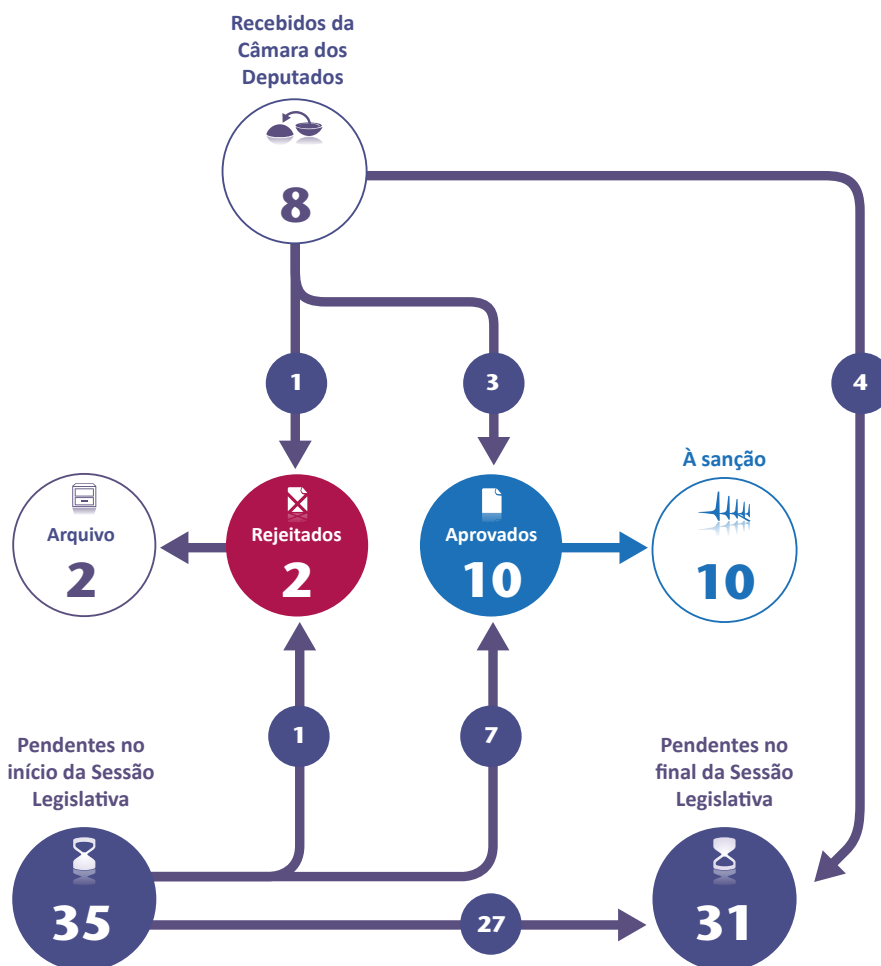 Recebidos da
Câmara dos
Deputados
8
1
3
4
À sanção
Arquivo
2
Rejeitados
2
Aprovados
10
10
1
7
Pendentes no
início da Sessão
Legislativa
35
27
Pendentes no
final da Sessão
Legislativa
31